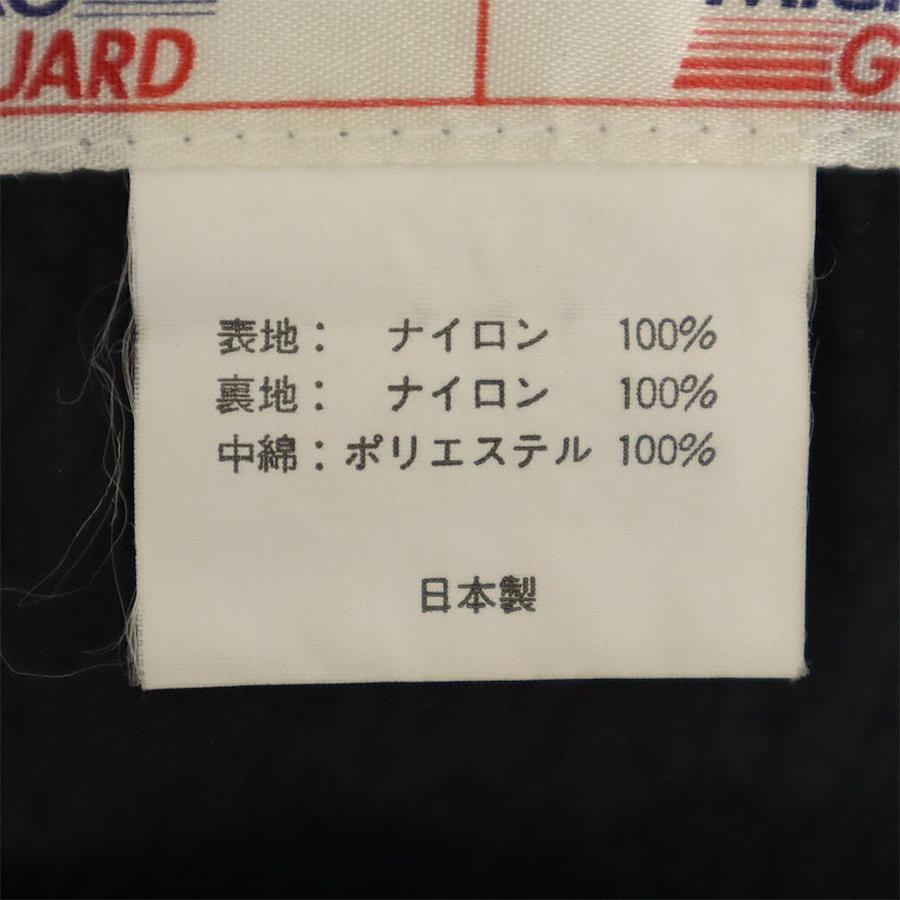 UARD
G
表地： ナイロン 100%
裏地： ナイロン 100%
中綿：ポリエステル 100%
日本製